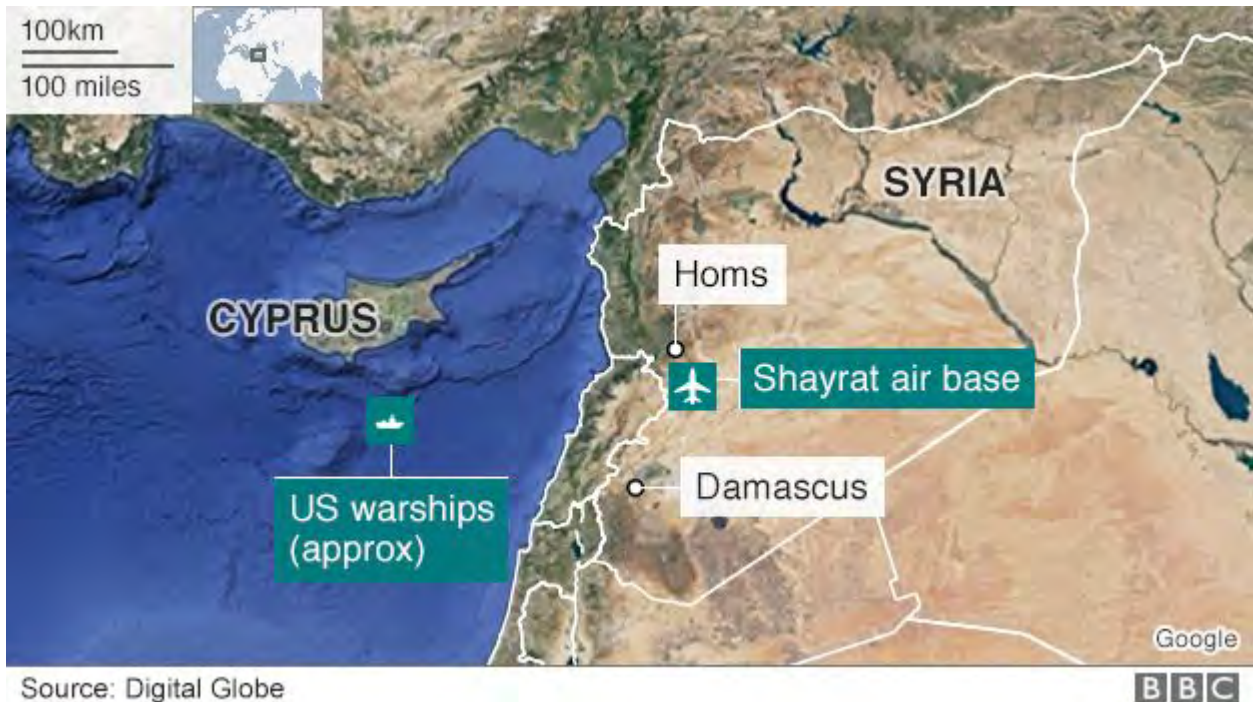 100km
100 miles
SYRIA
Homs
CYPRUS
Shayrat air base
Damascus
US warships
(approx)
Google
Source: Digital Globe
BBC